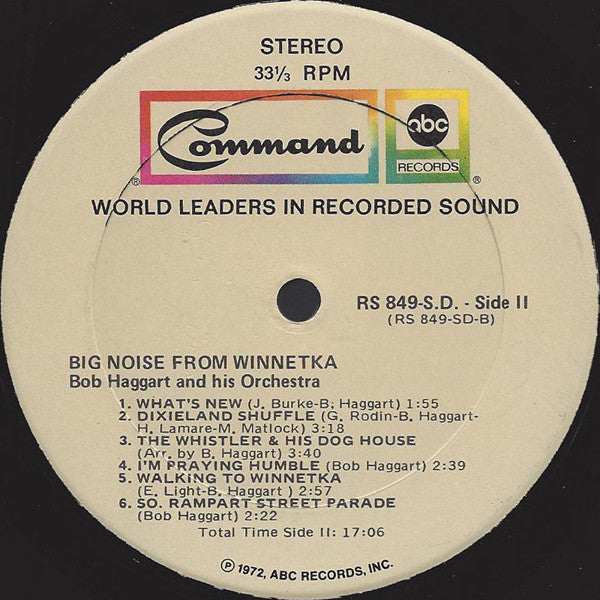 STEREO
33⅓ RPM
Command
abc
RECORDS
® ®
WORLD LEADERS IN RECORDED SOUND
RS 849-S.D. - Side II
(RS 849-SD-B)
BIG NOISE FROM WINNETKA
Bob Haggart and his Orchestra
1. WHAT'S NEW (J. Burke-B. Haggart) 1:55
2. DIXIELAND SHUFFLE (G. Rodin-B. Haggart-
H. Lamare-M. Matlock) 3:18
3. THE WHISTLER & HIS DOG HOUSE
(Arr. by B. Haggart) 3:40
4. I'M PRAYING HUMBLE (Bob Haggart) 2:39
5. WALKING TO WINNETKA
(E. Light-B. Haggart ) 2:57
6. SO. RAMPART STREET PARADE
(Bob Haggart) 2:22
Total Time Side II: 17:06
℗ 1972, ABC RECORDS, INC.